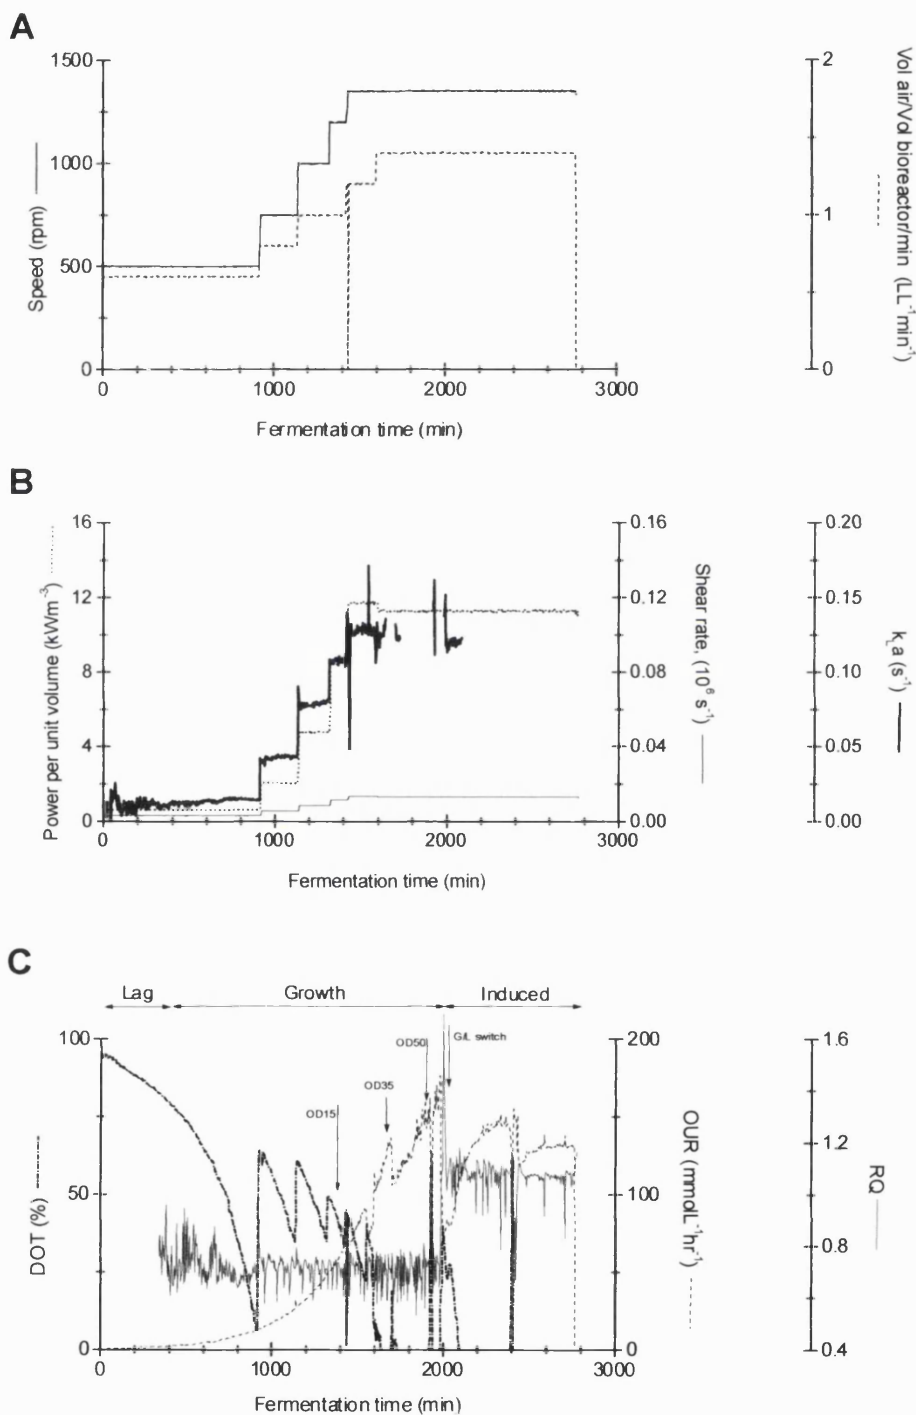 A
1500
1000
500
0
Speed (rpm)
2
1
0
Vol air/Vol bioreactor/min (LL⁻¹min⁻¹)
0 1000 2000 3000
Fermentation time (min)
B
16
12
8
4
0
Power per unit volume (kWm⁻³)
0.16
0.12
0.08
0.04
0.00
Shear rate, (10⁶ s⁻¹)
0.20
0.15
0.10
0.05
0.00
kLa (s⁻¹)
0 1000 2000 3000
Fermentation time (min)
C
Lag Growth Induced
OD15
OD35
OD50
G/L switch
100
50
0
DOT (%)
200
100
0
OUR (mmolL⁻¹hr⁻¹)
1.6
1.2
0.8
0.4
RQ
0 1000 2000 3000
Fermentation time (min)